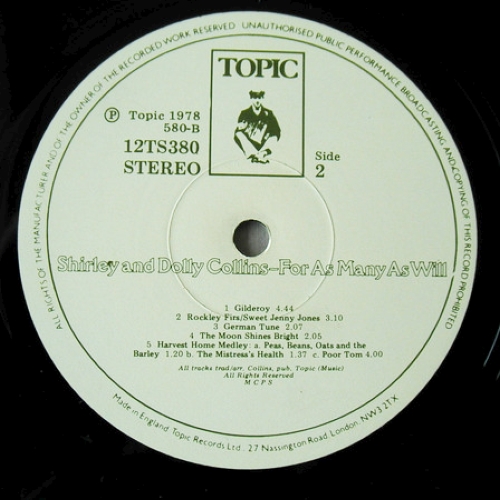 ALL RIGHTS OF THE MANUFACTURER AND OF THE OWNER OF THE RECORDED WORK RESERVED · UNAUTHORISED PUBLIC PERFORMANCE BROADCASTING AND COPYING OF THIS RECORD PROHIBITED
TOPIC
Ⓟ Topic 1978
580-B
12TS380
STEREO
Side
2
Shirley and Dolly Collins–For As Many As Will
1 Gilderoy 4.44
2 Rockley Firs/Sweet Jenny Jones 3.10
3 German Tune 2.07
4 The Moon Shines Bright 2.05
5 Harvest Home Medley: a. Peas, Beans, Oats and the
Barley 1.20 b. The Mistress's Health 1.37 c. Poor Tom 4.00
All tracks trad/arr. Collins, pub. Topic (Music)
All Rights Reserved
M C P S
Made in England. Topic Records Ltd., 27 Nassington Road, London, NW3 2TX